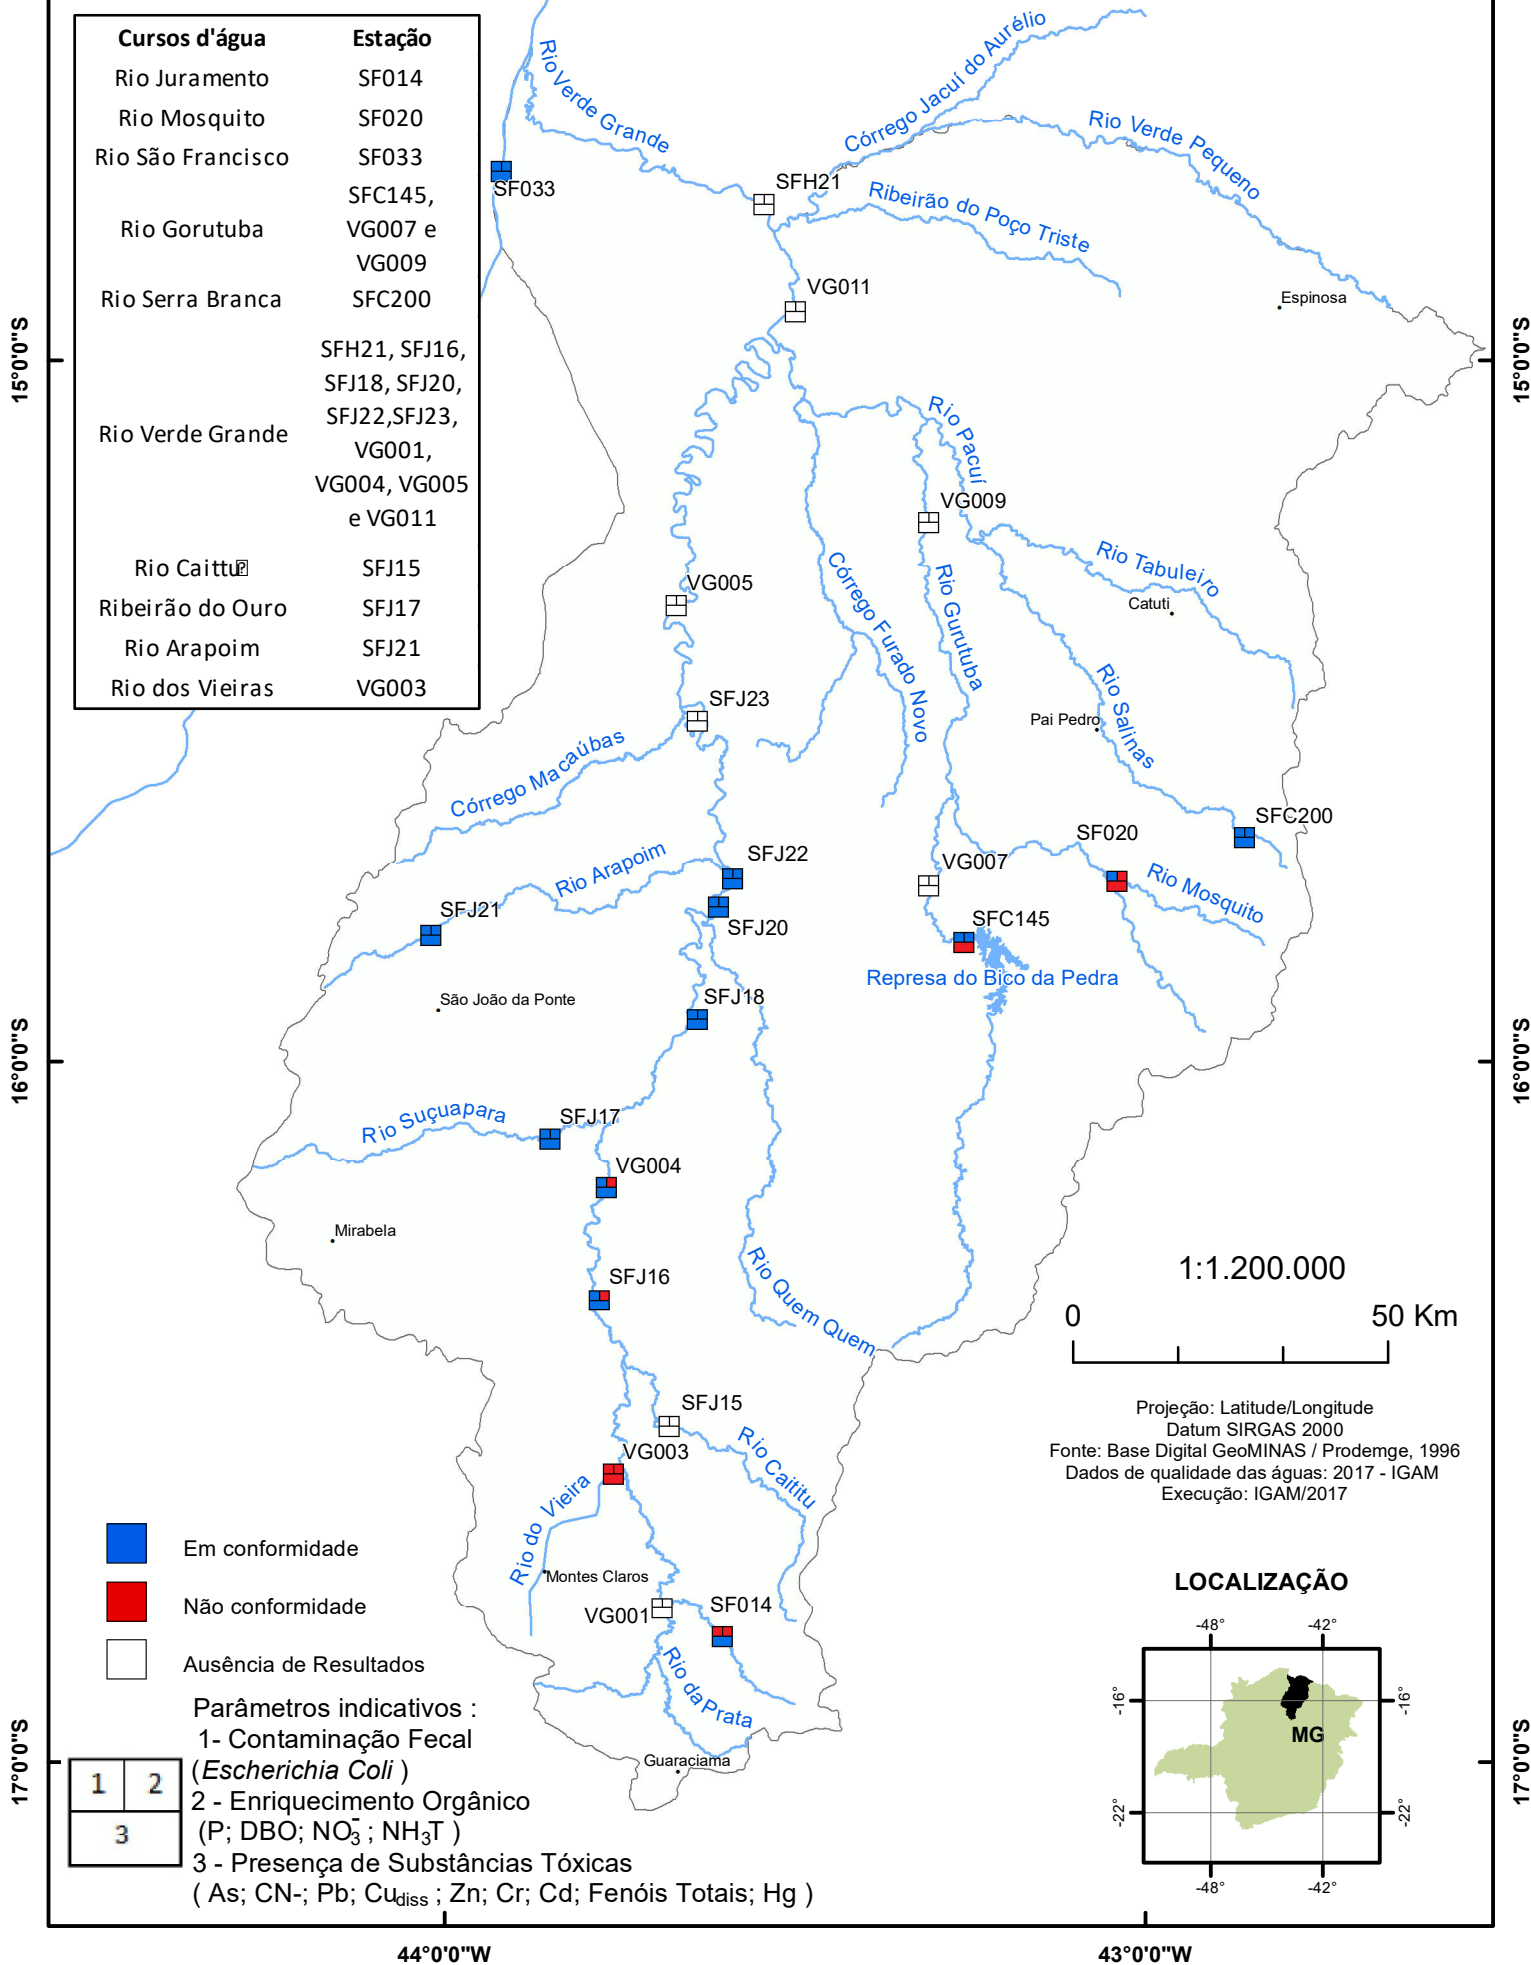 Cursos d'água Estação
Rio Juramento SF014
Rio Mosquito SF020
Rio São Francisco SF033
SFC145,
Rio Gorutuba VG007 e
VG009
Rio Serra Branca SFC200
SFH21, SFJ16,
SFJ18, SFJ20,
SFJ22,SFJ23,
Rio Verde Grande
VG001,
VG004, VG005
e VG011
Rio Caittu SFJ15
Ribeirão do Ouro SFJ17
Rio Arapoim SFJ21
Rio dos Vieiras VG003
Rio Verde Grande
Córrego Jacuí do Aurélio
Rio Verde Pequeno
SF033
SFH21
Ribeirão do Poço Triste
VG011
Espinosa
15°0'0"S
15°0'0"S
Rio Pacuí
VG009
Rio Tabuleiro
Catuti
VG005
Córrego Furado Novo
Rio Gurutuba
Rio Salinas
Pai Pedro
SFJ23
Córrego Macaúbas
SFC200
SF020
SFJ22
VG007
Rio Arapoim
Rio Mosquito
SFJ21
SFJ20
SFC145
Represa do Bico da Pedra
São João da Ponte
SFJ18
16°0'0"S
16°0'0"S
Rio Suçuapara
SFJ17
VG004
Mirabela
SFJ16
Rio Quem Quem
1:1.200.000
0 50 Km
Projeção: Latitude/Longitude
Datum SIRGAS 2000
Fonte: Base Digital GeoMINAS / Prodemge, 1996
Dados de qualidade das águas: 2017 - IGAM
Execução: IGAM/2017
SFJ15
VG003
Rio Caititu
Rio do Vieira
Montes Claros
VG001
SF014
Rio da Prata
Guaraciama
Em conformidade
Não conformidade
Ausência de Resultados
Parâmetros indicativos :
1- Contaminação Fecal
(Escherichia Coli )
2 - Enriquecimento Orgânico
(P; DBO; NO₃⁻ ; NH₃T )
3 - Presença de Substâncias Tóxicas
( As; CN-; Pb; Cudiss ; Zn; Cr; Cd; Fenóis Totais; Hg )
1 2
3
LOCALIZAÇÃO
-48° -42°
-16° -16°
MG
-22° -22°
-48° -42°
17°0'0"S
17°0'0"S
44°0'0"W 43°0'0"W